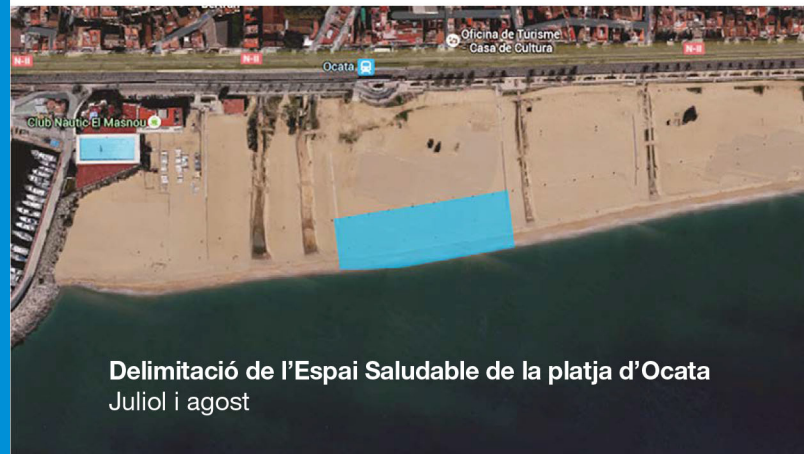 Oficina de Turisme
Casa de Cultura
N-II
N-II
N-II
Ocata
Club Nàutic El Masnou
Delimitació de l'Espai Saludable de la platja d'Ocata
Juliol i agost